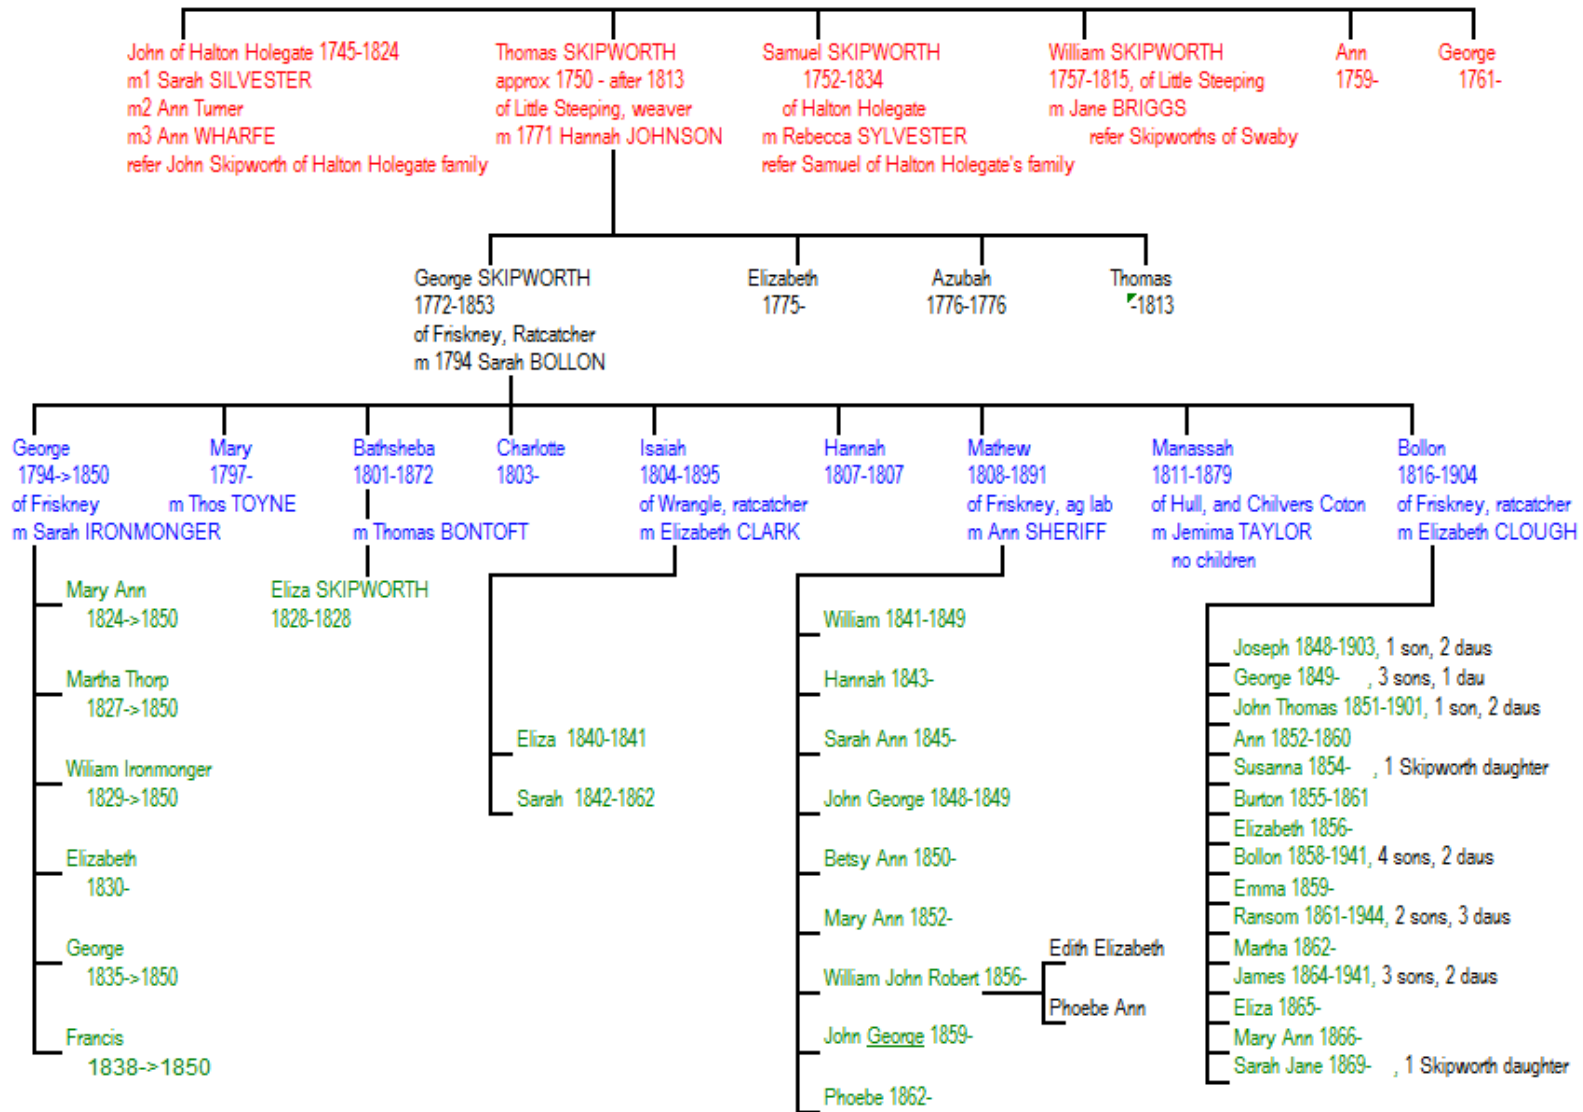 John of Halton Holegate 1745-1824
m1 Sarah SILVESTER
m2 Ann Turner
m3 Ann WHARFE
refer John Skipworth of Halton Holegate family
Thomas SKIPWORTH
approx 1750 - after 1813
of Little Steeping, weaver
m 1771 Hannah JOHNSON
Samuel SKIPWORTH
1752-1834
of Halton Holegate
m Rebecca SYLVESTER
refer Samuel of Halton Holegate's family
William SKIPWORTH
1757-1815, of Little Steeping
m Jane BRIGGS
refer Skipworths of Swaby
Ann
1759-
George
1761-
George SKIPWORTH
1772-1853
of Friskney, Ratcatcher
m 1794 Sarah BOLLON
Elizabeth
1775-
Azubah
1776-1776
Thomas
-1813
George
1794->1850
of Friskney
m Sarah IRONMONGER
Mary
1797-
m Thos TOYNE
Bathsheba
1801-1872
m Thomas BONTOFT
Charlotte
1803-
Isaiah
1804-1895
of Wrangle, ratcatcher
m Elizabeth CLARK
Hannah
1807-1807
Mathew
1808-1891
of Friskney, ag lab
m Ann SHERIFF
Manassah
1811-1879
of Hull, and Chilvers Coton
m Jemima TAYLOR
no children
Bollon
1816-1904
of Friskney, ratcatcher
m Elizabeth CLOUGH
Mary Ann
1824->1850
Martha Thorp
1827->1850
Wiliam Ironmonger
1829->1850
Elizabeth
1830-
George
1835->1850
Francis
1838->1850
Eliza SKIPWORTH
1828-1828
Eliza 1840-1841
Sarah 1842-1862
William 1841-1849
Hannah 1843-
Sarah Ann 1845-
John George 1848-1849
Betsy Ann 1850-
Mary Ann 1852-
William John Robert 1856-
John George 1859-
Phoebe 1862-
Edith Elizabeth
Phoebe Ann
Joseph 1848-1903, 1 son, 2 daus
George 1849- , 3 sons, 1 dau
John Thomas 1851-1901, 1 son, 2 daus
Ann 1852-1860
Susanna 1854- , 1 Skipworth daughter
Burton 1855-1861
Elizabeth 1856-
Bollon 1858-1941, 4 sons, 2 daus
Emma 1859-
Ransom 1861-1944, 2 sons, 3 daus
Martha 1862-
James 1864-1941, 3 sons, 2 daus
Eliza 1865-
Mary Ann 1866-
Sarah Jane 1869- , 1 Skipworth daughter